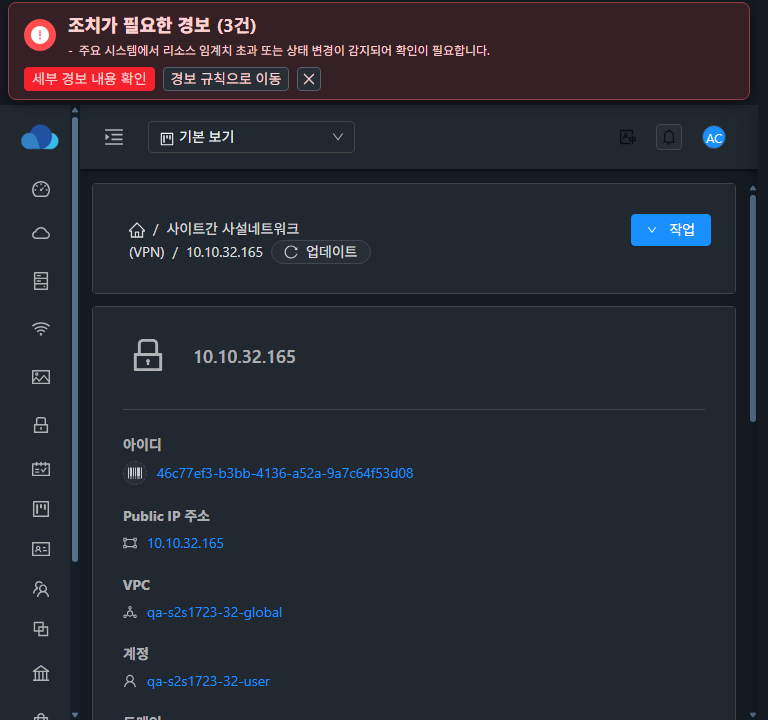 조치가 필요한 경보 (3건)
- 주요 시스템에서 리소스 임계치 초과 또는 상태 변경이 감지되어 확인이 필요합니다.
세부 경보 내용 확인 경보 규칙으로 이동
기본 보기
AC
/ 사이트간 사설네트워크
(VPN) / 10.10.32.165 업데이트
작업
10.10.32.165
아이디
46c77ef3-b3bb-4136-a52a-9a7c64f53d08
Public IP 주소
10.10.32.165
VPC
qa-s2s1723-32-global
계정
qa-s2s1723-32-user